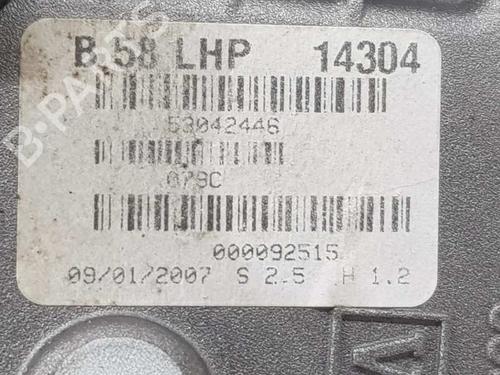 B.58 LHP 14304
53042446
079C
000092515
09/01/2007 S 2.5 H 1.2
B-PARTS
V